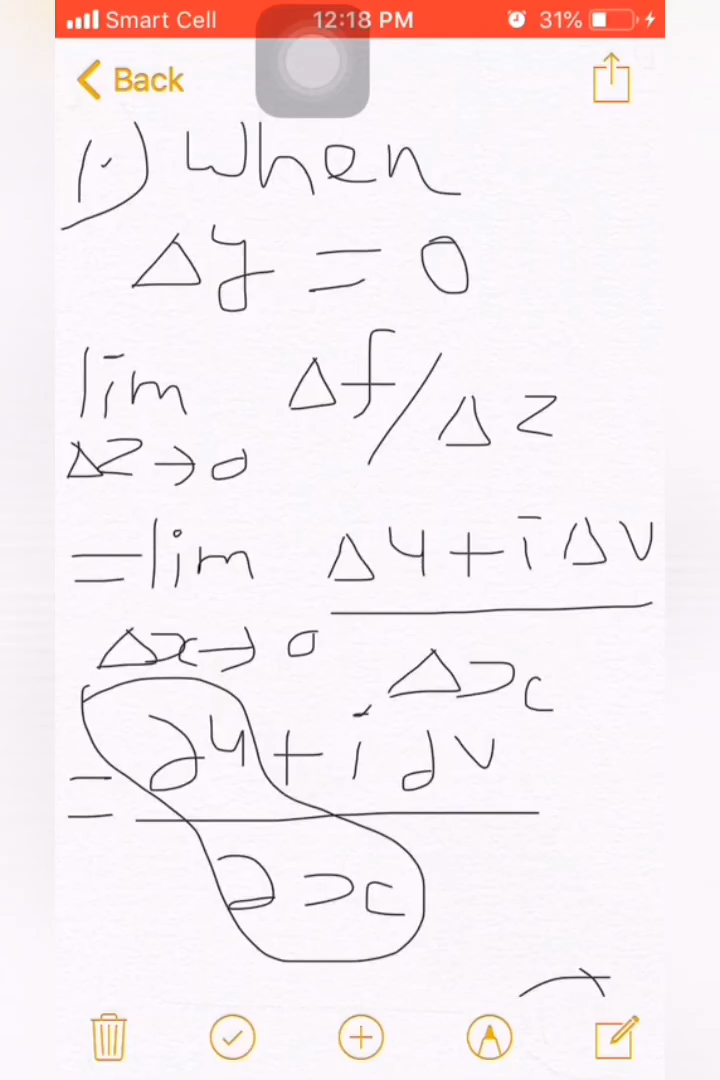 Smart Cell 12:18 PM 31%
Back
1.) When
Δy = 0
lim Δf/Δz
Δz→0
=lim Δu+iΔv
Δx→0 Δx
= ∂u + i ∂v
∂x